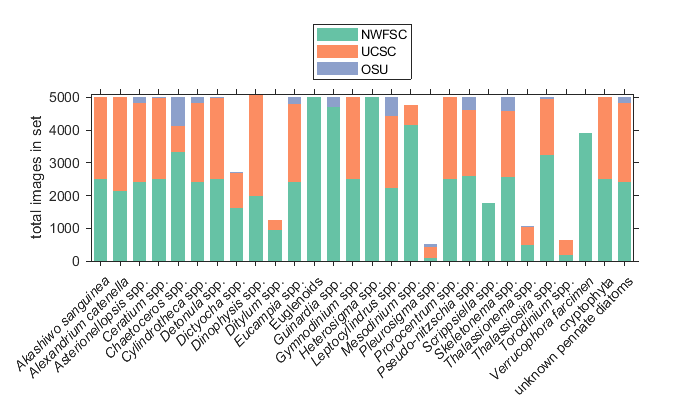 NWFSC
UCSC
OSU
total images in set
5000
4000
3000
2000
1000
0
Akashiwo sanguinea
Alexandrium catenella
Asterionellopsis spp.
Ceratium spp.
Chaetoceros spp.
Cylindrotheca spp.
Detonula spp.
Dictyocha spp.
Dinophysis spp.
Ditylum spp.
Eucampia spp.
Euglenoids
Guinardia spp.
Gymnodinium spp.
Heterosigma spp.
Leptocylindrus spp.
Mesodinium spp.
Pleurosigma spp.
Prorocentrum spp.
Pseudo-nitzschia spp.
Scrippsiella spp.
Skeletonema spp.
Thalassionema spp.
Thalassiosira spp.
Torodinium spp.
Verrucophora farcimen
cryptophyta
unknown pennate diatoms